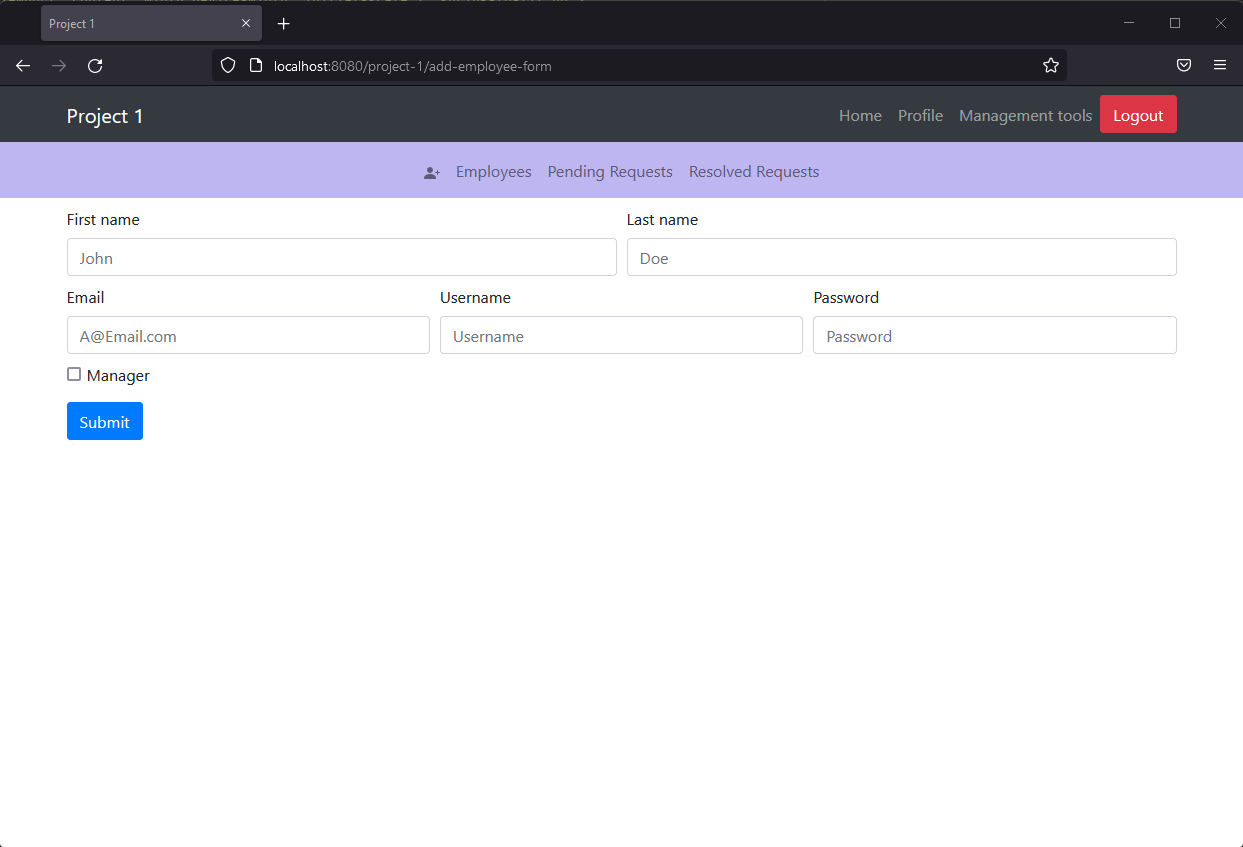 Project 1
localhost:8080/project-1/add-employee-form
Project 1 Home Profile Management tools Logout
Employees Pending Requests Resolved Requests
First name Last name
John Doe
Email Username Password
A@Email.com Username Password
Manager
Submit